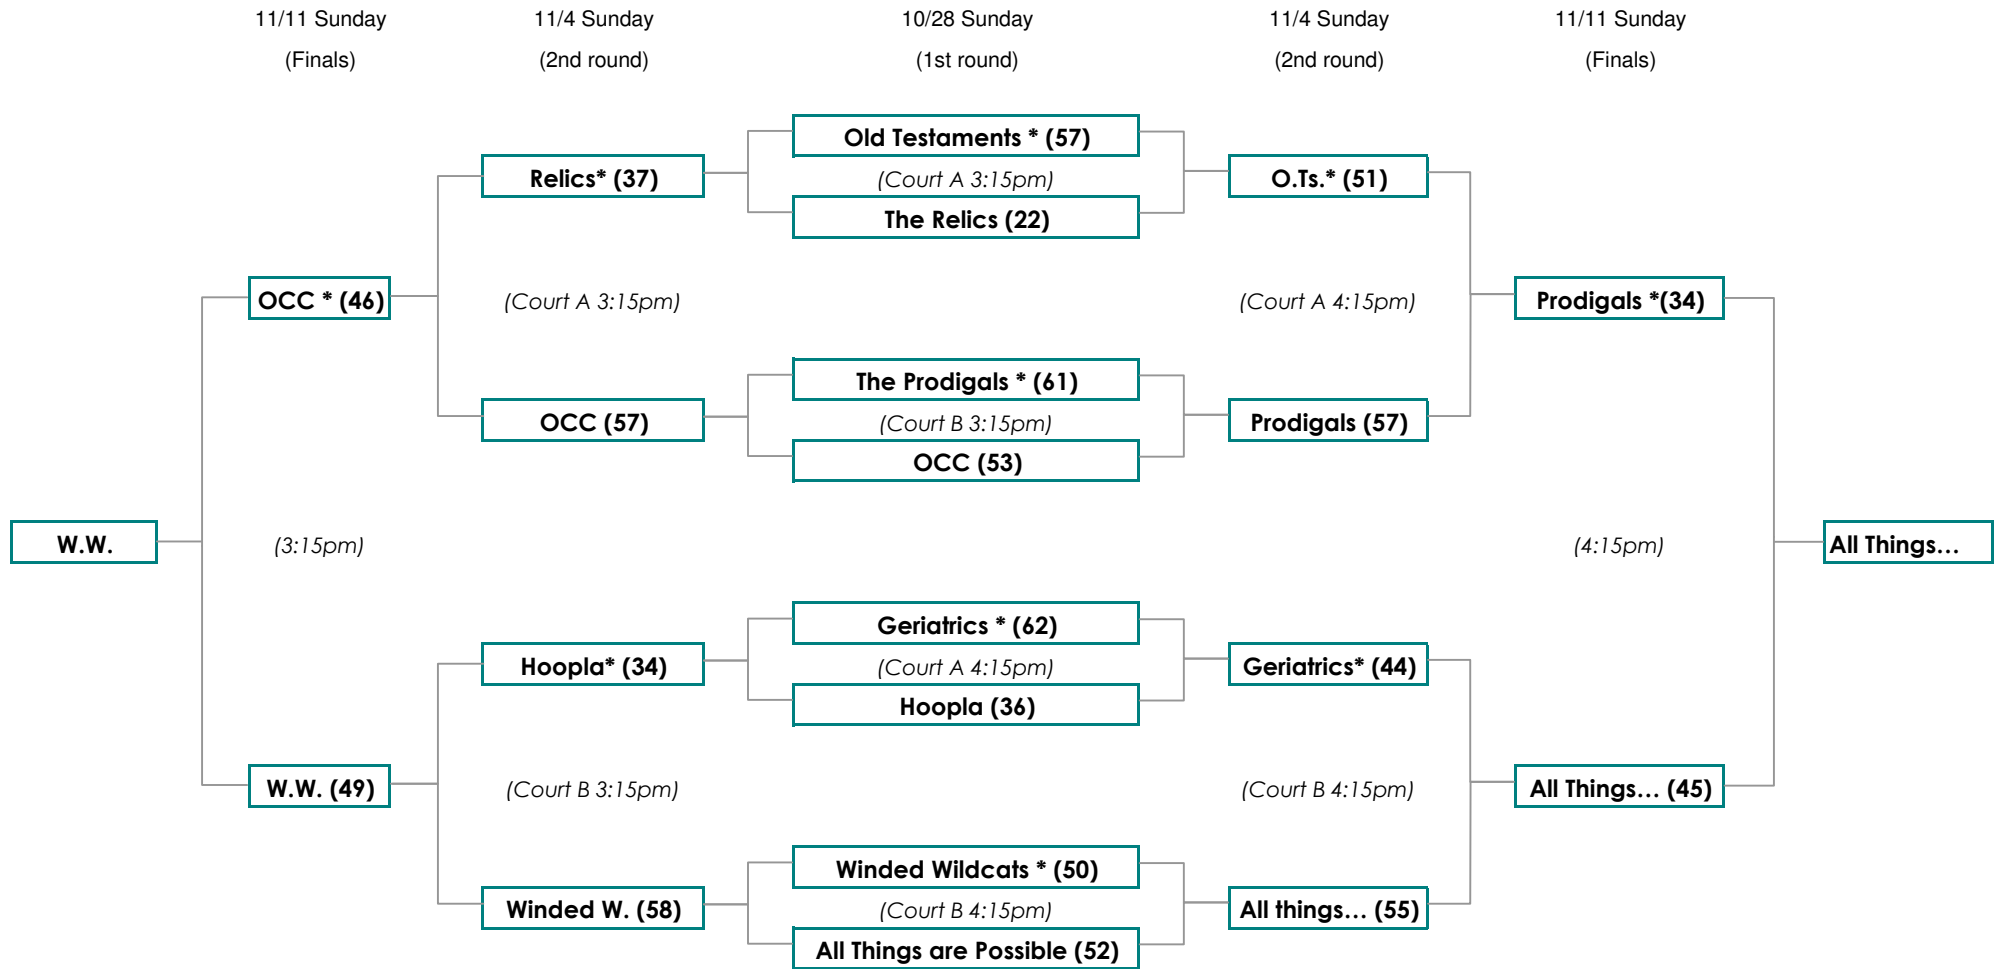 11/11 Sunday
11/4 Sunday
10/28 Sunday
11/4 Sunday
11/11 Sunday
(Finals)
(2nd round)
(1st round)
(2nd round)
(Finals)
Old Testaments * (57)
Relics* (37)
(Court A 3:15pm)
O.Ts.* (51)
The Relics (22)
OCC * (46)
(Court A 3:15pm)
(Court A 4:15pm)
Prodigals *(34)
The Prodigals * (61)
OCC (57)
(Court B 3:15pm)
Prodigals (57)
OCC (53)
W.W.
(3:15pm)
(4:15pm)
All Things…
Geriatrics * (62)
Hoopla* (34)
(Court A 4:15pm)
Geriatrics* (44)
Hoopla (36)
W.W. (49)
(Court B 3:15pm)
(Court B 4:15pm)
All Things… (45)
Winded Wildcats * (50)
Winded W. (58)
(Court B 4:15pm)
All things… (55)
All Things are Possible (52)